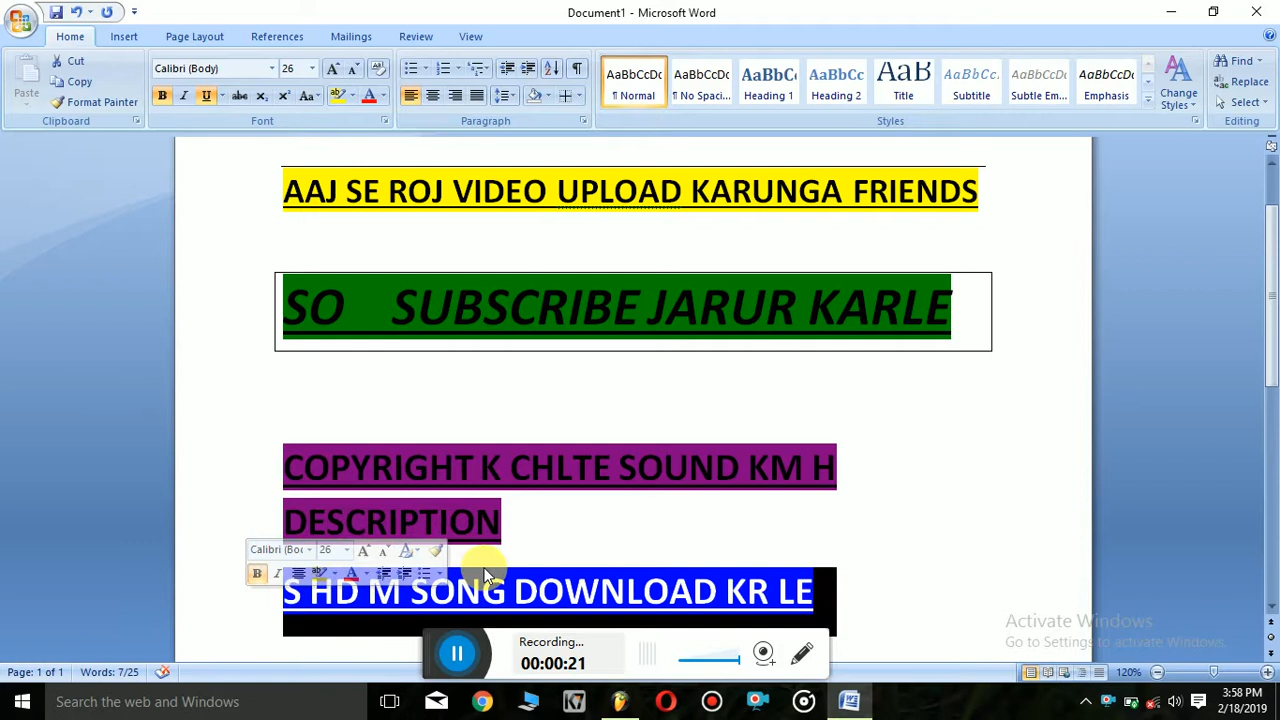 Document1 - Microsoft Word
Home Insert Page Layout References Mailings Review View
Paste
Cut
Copy
Format Painter
Clipboard
Calibri (Body) 26
Font
Paragraph
AaBbCcDc AaBbCcDc AaBbCc AaBbCc AaB AaBbCc AaBbCcDc AaBbCcDc
¶ Normal ¶ No Spaci... Heading 1 Heading 2 Title Subtitle Subtle Em... Emphasis
Styles
Change Styles
Find
Replace
Select
Editing
AAJ SE ROJ VIDEO UPLOAD KARUNGA FRIENDS
SO SUBSCRIBE JARUR KARLE
COPYRIGHT K CHLTE SOUND KM H
DESCRIPTION
Calibri (Boc 26
S HD M SONG DOWNLOAD KR LE
Recording...
00:00:21
Activate Windows
Go to Settings to activate Windows.
Page: 1 of 1 Words: 7/25 120%
Search the web and Windows
3:58 PM
2/18/2019